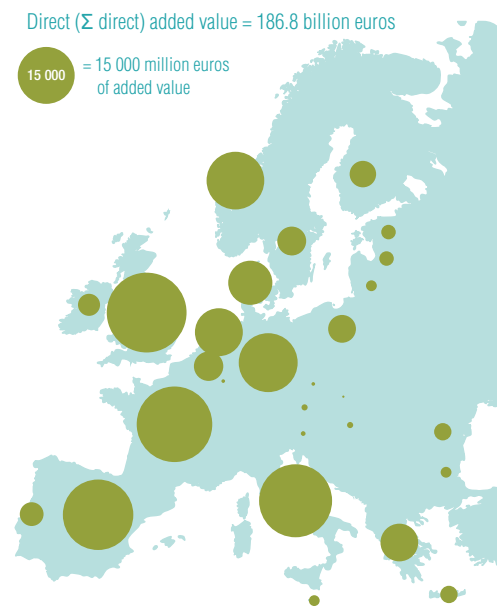 Direct (Σ direct) added value = 186.8 billion euros
15 000
= 15 000 million euros
of added value